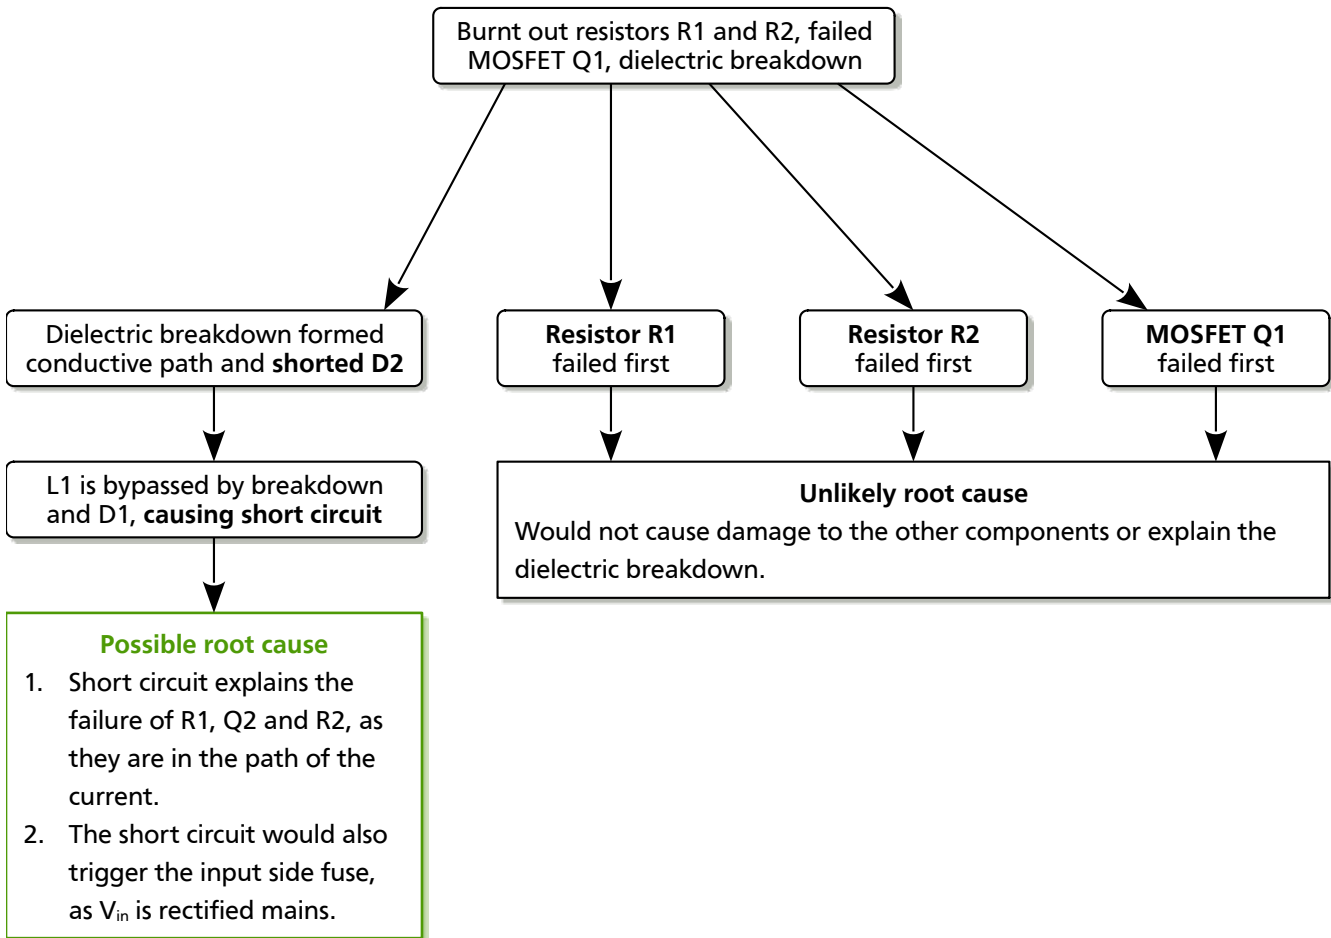 Burnt out resistors R1 and R2, failed
MOSFET Q1, dielectric breakdown
Dielectric breakdown formed
conductive path and shorted D2
Resistor R1
failed first
Resistor R2
failed first
MOSFET Q1
failed first
L1 is bypassed by breakdown
and D1, causing short circuit
Unlikely root cause
Would not cause damage to the other components or explain the
dielectric breakdown.
Possible root cause
1. Short circuit explains the
failure of R1, Q2 and R2, as
they are in the path of the
current.
2. The short circuit would also
trigger the input side fuse,
as Vin is rectified mains.